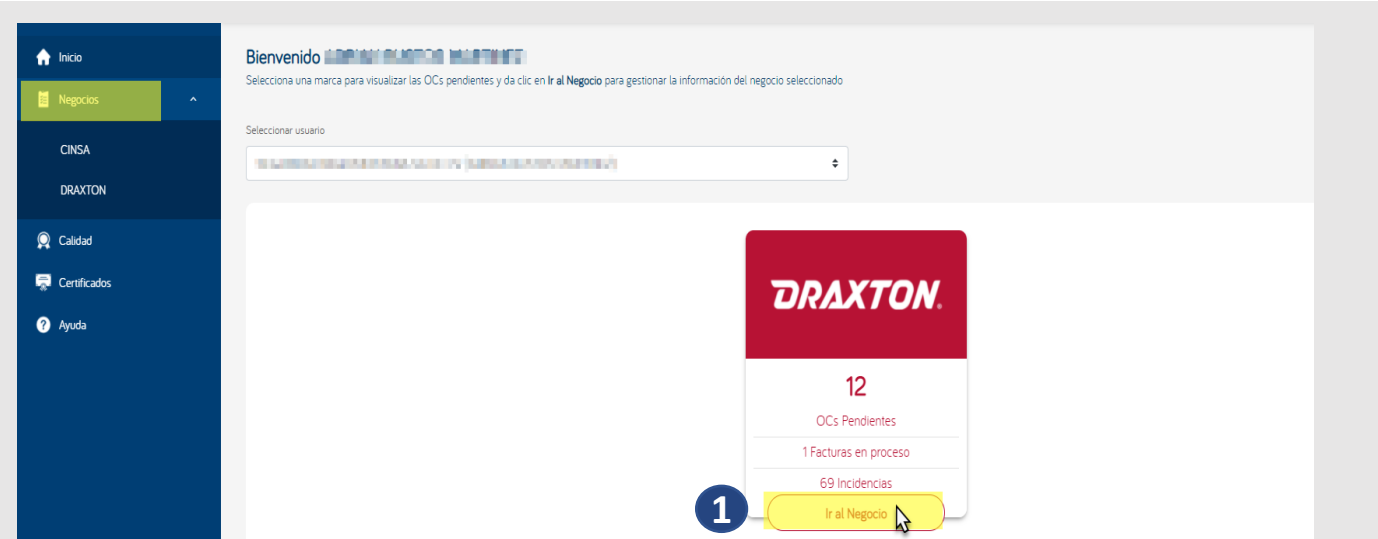 Inicio
Negocios
CINSA
DRAXTON
Calidad
Certificados
Ayuda
Bienvenido
Selecciona una marca para visualizar las OCs pendientes y da clic en Ir al Negocio para gestionar la información del negocio seleccionado
Seleccionar usuario
DRAXTON.
12
OCs Pendientes
1 Facturas en proceso
69 Incidencias
1
Ir al Negocio